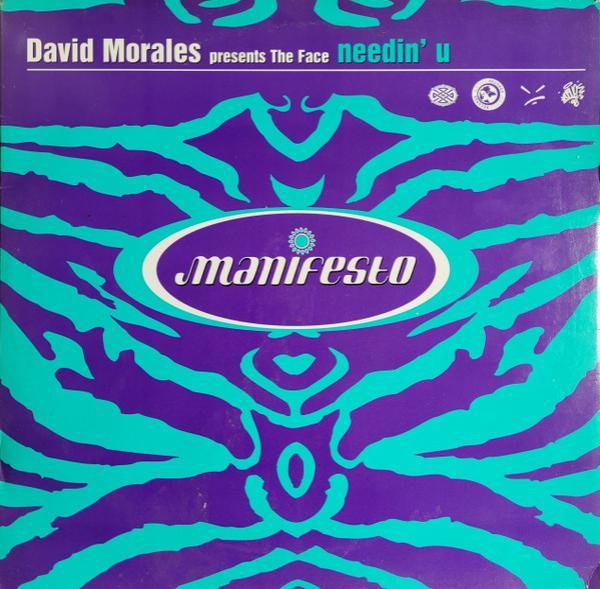 David Morales presents The Face needin' u
manifesto